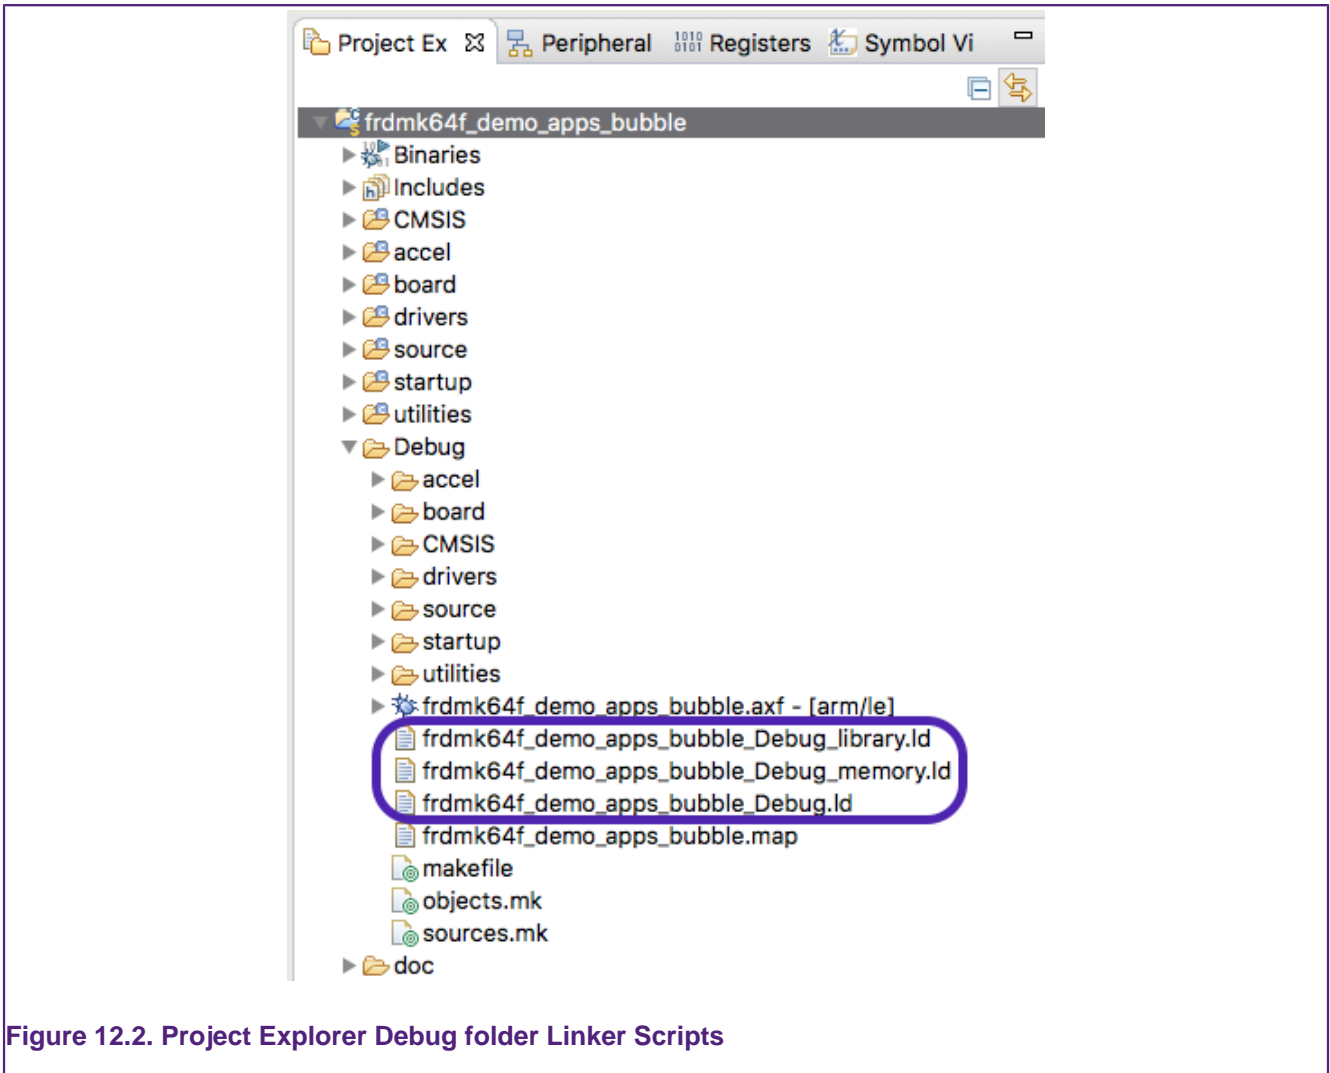 Project Ex Peripheral 1010 0101 Registers Symbol Vi
frdmk64f_demo_apps_bubble
Binaries
Includes
CMSIS
accel
board
drivers
source
startup
utilities
Debug
accel
board
CMSIS
drivers
source
startup
utilities
frdmk64f_demo_apps_bubble.axf - [arm/le]
frdmk64f_demo_apps_bubble_Debug_library.ld
frdmk64f_demo_apps_bubble_Debug_memory.ld
frdmk64f_demo_apps_bubble_Debug.ld
frdmk64f_demo_apps_bubble.map
makefile
objects.mk
sources.mk
doc
Figure 12.2. Project Explorer Debug folder Linker Scripts